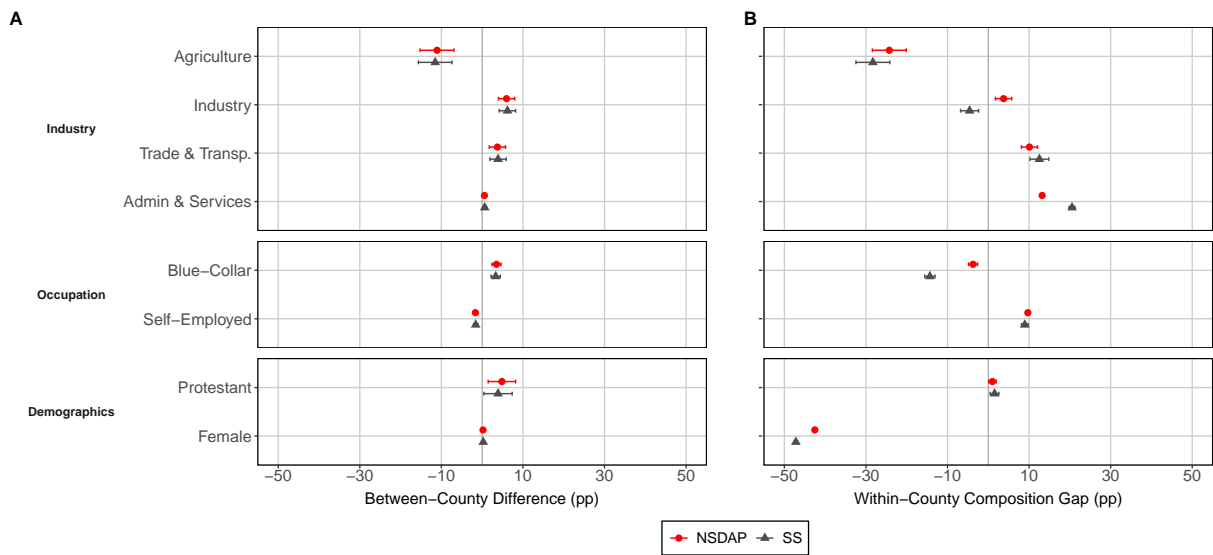 A
B
Industry
Agriculture
Industry
Trade & Transp.
Admin & Services
Occupation
Blue−Collar
Self−Employed
Demographics
Protestant
Female
−50 −30 −10 10 30 50
Between−County Difference (pp)
−50 −30 −10 10 30 50
Within−County Composition Gap (pp)
NSDAP SS